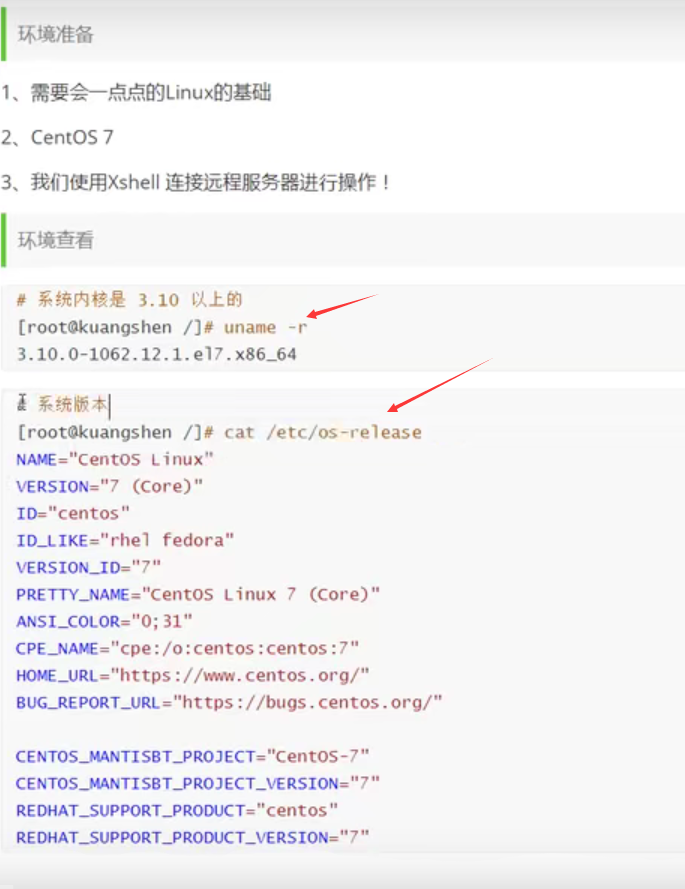 环境准备
1、需要会一点点的Linux的基础
2、CentOS 7
3、我们使用Xshell 连接远程服务器进行操作！
环境查看
# 系统内核是 3.10 以上的
[root@kuangshen /]# uname -r
3.10.0-1062.12.1.el7.x86_64
# 系统版本
[root@kuangshen /]# cat /etc/os-release
NAME="CentOS Linux"
VERSION="7 (Core)"
ID="centos"
ID_LIKE="rhel fedora"
VERSION_ID="7"
PRETTY_NAME="CentOS Linux 7 (Core)"
ANSI_COLOR="0;31"
CPE_NAME="cpe:/o:centos:centos:7"
HOME_URL="https://www.centos.org/"
BUG_REPORT_URL="https://bugs.centos.org/"
CENTOS_MANTISBT_PROJECT="CentOS-7"
CENTOS_MANTISBT_PROJECT_VERSION="7"
REDHAT_SUPPORT_PRODUCT="centos"
REDHAT_SUPPORT_PRODUCT_VERSION="7"